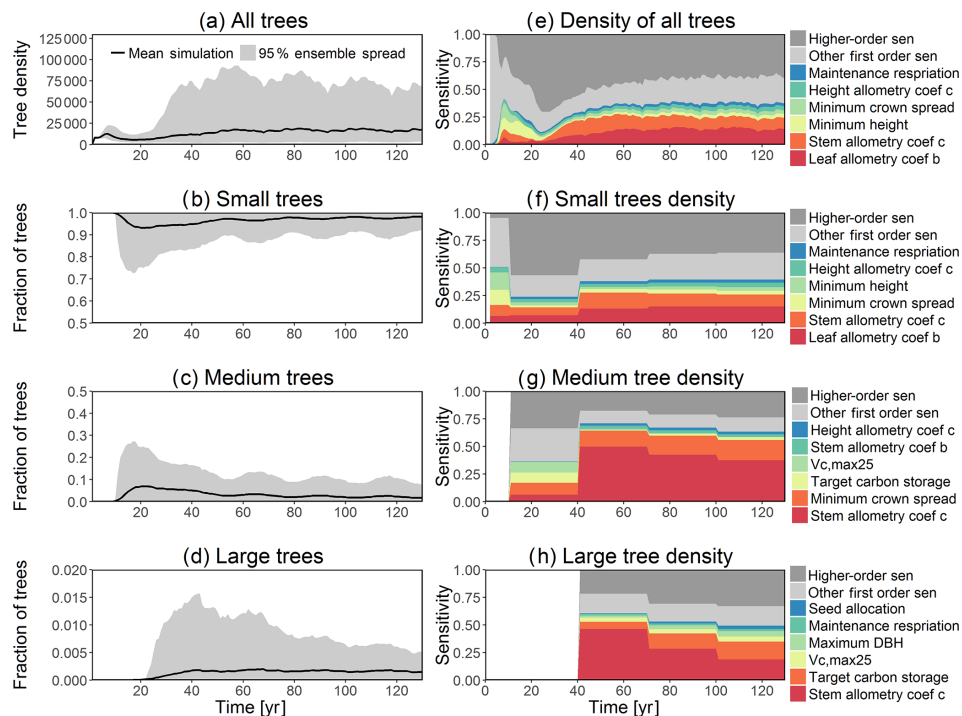 (a) All trees
Tree density
125 000
100 000
75 000
50 000
25 000
0
Mean simulation
95 % ensemble spread
20 40 60 80 100 120
(e) Density of all trees
Sensitivity
1.00
0.75
0.50
0.25
0.00
0 20 40 60 80 100 120
Higher-order sen
Other first order sen
Maintenance respriation
Height allometry coef c
Minimum crown spread
Minimum height
Stem allometry coef c
Leaf allometry coef b
(b) Small trees
Fraction of trees
1.0
0.9
0.8
0.7
0.6
0.5
20 40 60 80 100 120
(f) Small trees density
Sensitivity
1.00
0.75
0.50
0.25
0.00
0 20 40 60 80 100 120
Higher-order sen
Other first order sen
Maintenance respriation
Height allometry coef c
Minimum height
Minimum crown spread
Stem allometry coef c
Leaf allometry coef b
(c) Medium trees
Fraction of trees
0.5
0.4
0.3
0.2
0.1
0.0
20 40 60 80 100 120
(g) Medium tree density
Sensitivity
1.00
0.75
0.50
0.25
0.00
0 20 40 60 80 100 120
Higher-order sen
Other first order sen
Height allometry coef c
Stem allometry coef b
Vc,max25
Target carbon storage
Minimum crown spread
Stem allometry coef c
(d) Large trees
Fraction of trees
0.020
0.015
0.010
0.005
0.000
20 40 60 80 100 120
Time [yr]
(h) Large tree density
Sensitivity
1.00
0.75
0.50
0.25
0.00
0 20 40 60 80 100 120
Time [yr]
Higher-order sen
Other first order sen
Seed allocation
Maintenance respriation
Maximum DBH
Vc,max25
Target carbon storage
Stem allometry coef c